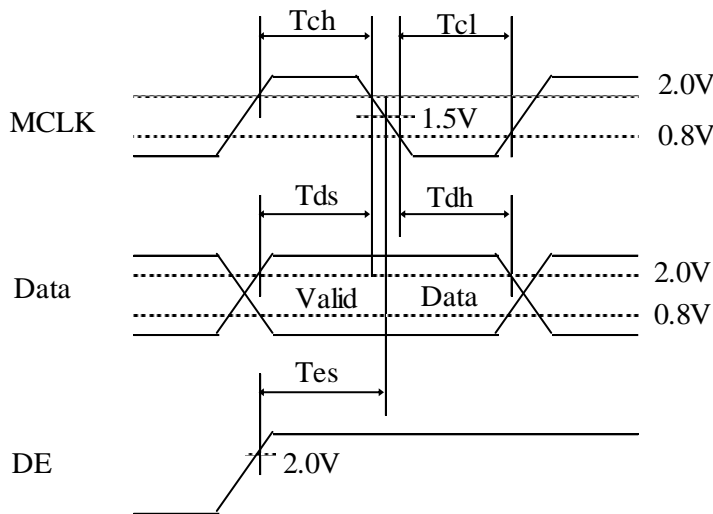 Tch Tcl
2.0V
MCLK
1.5V
0.8V
Tds Tdh
2.0V
Data
Valid Data
0.8V
Tes
DE
2.0V